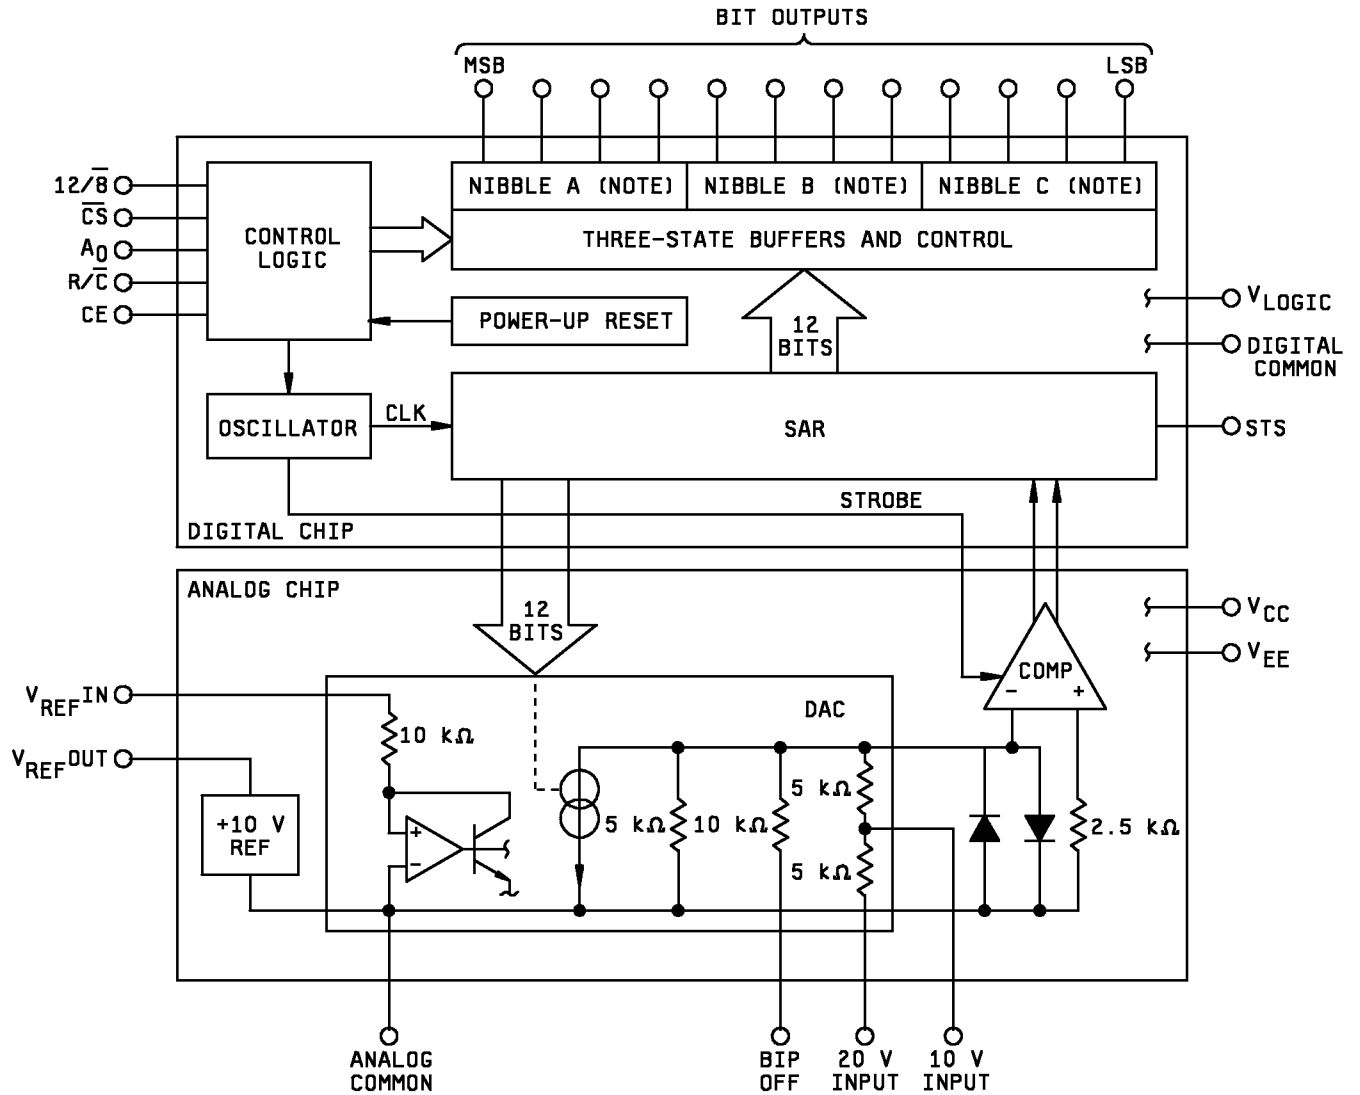 BIT OUTPUTS
MSB
LSB
12/8̅
C̅S̅
A0
R/C̅
CE
CONTROL
LOGIC
NIBBLE A (NOTE)
NIBBLE B (NOTE)
NIBBLE C (NOTE)
THREE-STATE BUFFERS AND CONTROL
POWER-UP RESET
12
BITS
VLOGIC
DIGITAL
COMMON
OSCILLATOR
CLK
SAR
STS
STROBE
DIGITAL CHIP
ANALOG CHIP
12
BITS
VCC
VEE
COMP
-
+
VREFIN
VREFOUT
DAC
10 kΩ
+10 V
REF
+
-
5 kΩ
10 kΩ
5 kΩ
5 kΩ
2.5 kΩ
ANALOG
COMMON
BIP
OFF
20 V
INPUT
10 V
INPUT